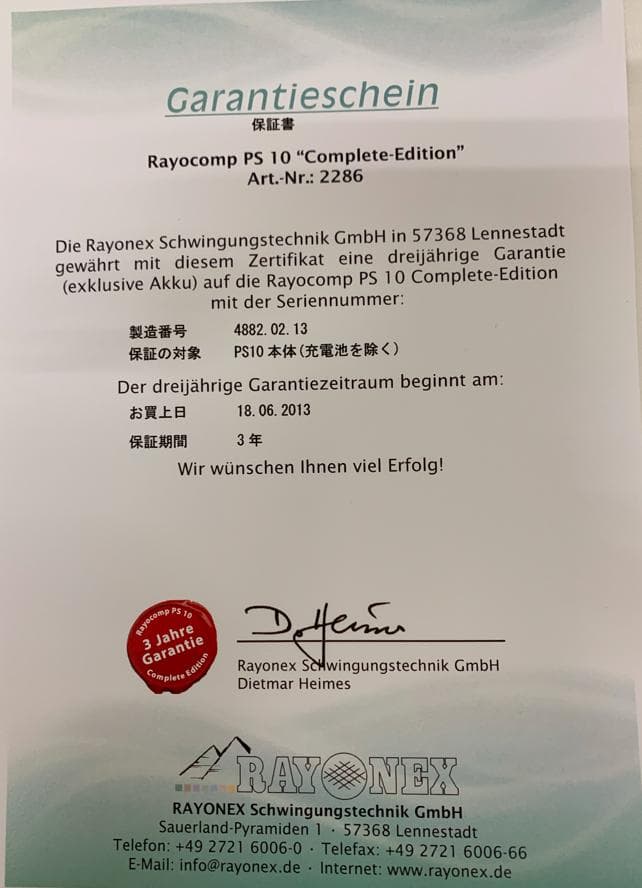 Garantieschein
保証書
Rayocomp PS 10 “Complete-Edition”
Art.-Nr.: 2286
Die Rayonex Schwingungstechnik GmbH in 57368 Lennestadt
gewährt mit diesem Zertifikat eine dreijährige Garantie
(exklusive Akku) auf die Rayocomp PS 10 Complete-Edition
mit der Seriennummer:
製造番号 4882.02.13
保証の対象 PS10 本体(充電池を除く)
Der dreijährige Garantiezeitraum beginnt am:
お買上日 18.06.2013
保証期間 3 年
Wir wünschen Ihnen viel Erfolg!
Rayocomp PS 10
3 Jahre
Garantie
Complete Edition
D. Heimes
Rayonex Schwingungstechnik GmbH
Dietmar Heimes
RAYONEX
RAYONEX Schwingungstechnik GmbH
Sauerland-Pyramiden 1 · 57368 Lennestadt
Telefon: +49 2721 6006-0 · Telefax: +49 2721 6006-66
E-Mail: info@rayonex.de · Internet: www.rayonex.de